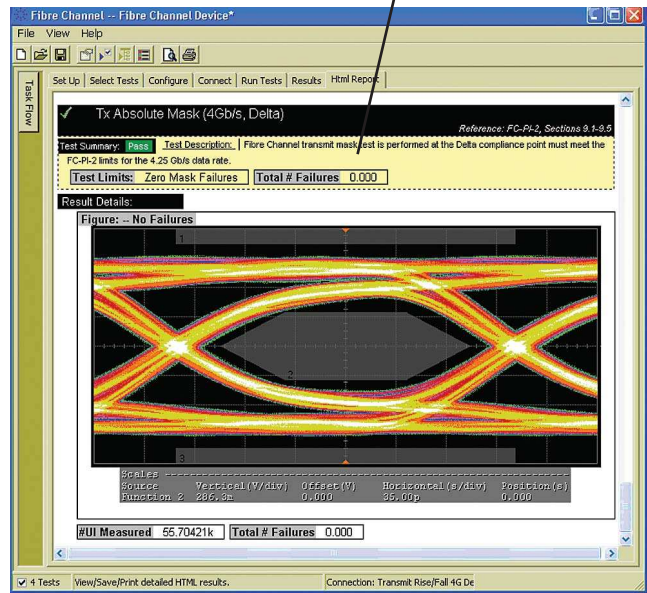 Fibre Channel -- Fibre Channel Device*
File View Help
Task Flow
Set Up Select Tests Configure Connect Run Tests Results Html Report
Tx Absolute Mask (4Gb/s, Delta)
Reference: FC-PI-2, Sections 9.1-9.5
Test Summary: Pass Test Description: Fibre Channel transmit mask test is performed at the Delta compliance point must meet the
FC-PI-2 limits for the 4.25 Gb/s data rate.
Test Limits: Zero Mask Failures Total # Failures 0.000
Result Details:
Figure: -- No Failures
1
2
3
Scales
Source Vertical(V/div) Offset(V) Horizontal(s/div) Position(s)
Function 2 286.3m 0.000 35.00p 0.000
#UI Measured 55.70421k Total # Failures 0.000
4 Tests View/Save/Print detailed HTML results. Connection: Transmit Rise/Fall 4G De